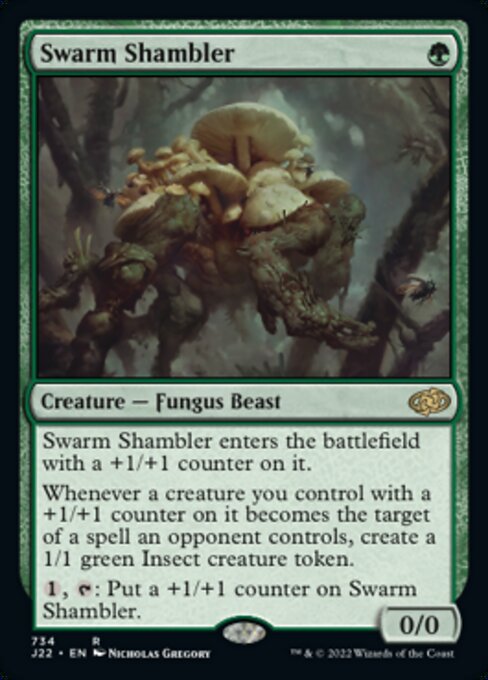 Swarm Shambler
Creature — Fungus Beast
Swarm Shambler enters the battlefield
with a +1/+1 counter on it.
Whenever a creature you control with a
+1/+1 counter on it becomes the target
of a spell an opponent controls, create a
1/1 green Insect creature token.
1, : Put a +1/+1 counter on Swarm
Shambler.
0/0
734 R
J22 • EN Nicholas Gregory
™ & © 2022 Wizards of the Coast